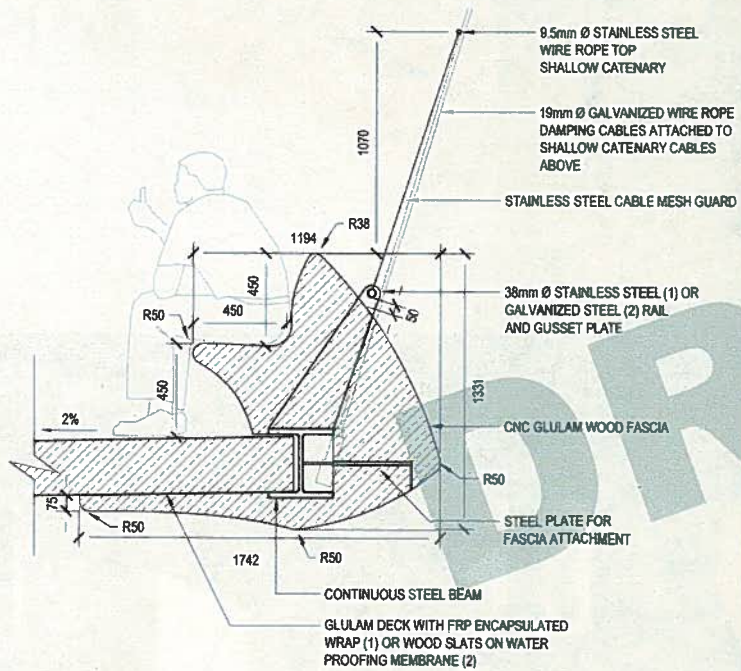 9.5mm Ø STAINLESS STEEL
WIRE ROPE TOP
SHALLOW CATENARY
19mm Ø GALVANIZED WIRE ROPE
DAMPING CABLES ATTACHED TO
SHALLOW CATENARY CABLES
ABOVE
STAINLESS STEEL CABLE MESH GUARD
1070
R38
1194
450
450
R50
38mm Ø STAINLESS STEEL (1) OR
GALVANIZED STEEL (2) RAIL
AND GUSSET PLATE
50
450
1331
2%
CNC GLULAM WOOD FASCIA
R50
75
R50
STEEL PLATE FOR
FASCIA ATTACHMENT
1742
R50
CONTINUOUS STEEL BEAM
GLULAM DECK WITH FRP ENCAPSULATED
WRAP (1) OR WOOD SLATS ON WATER
PROOFING MEMBRANE (2)
DR